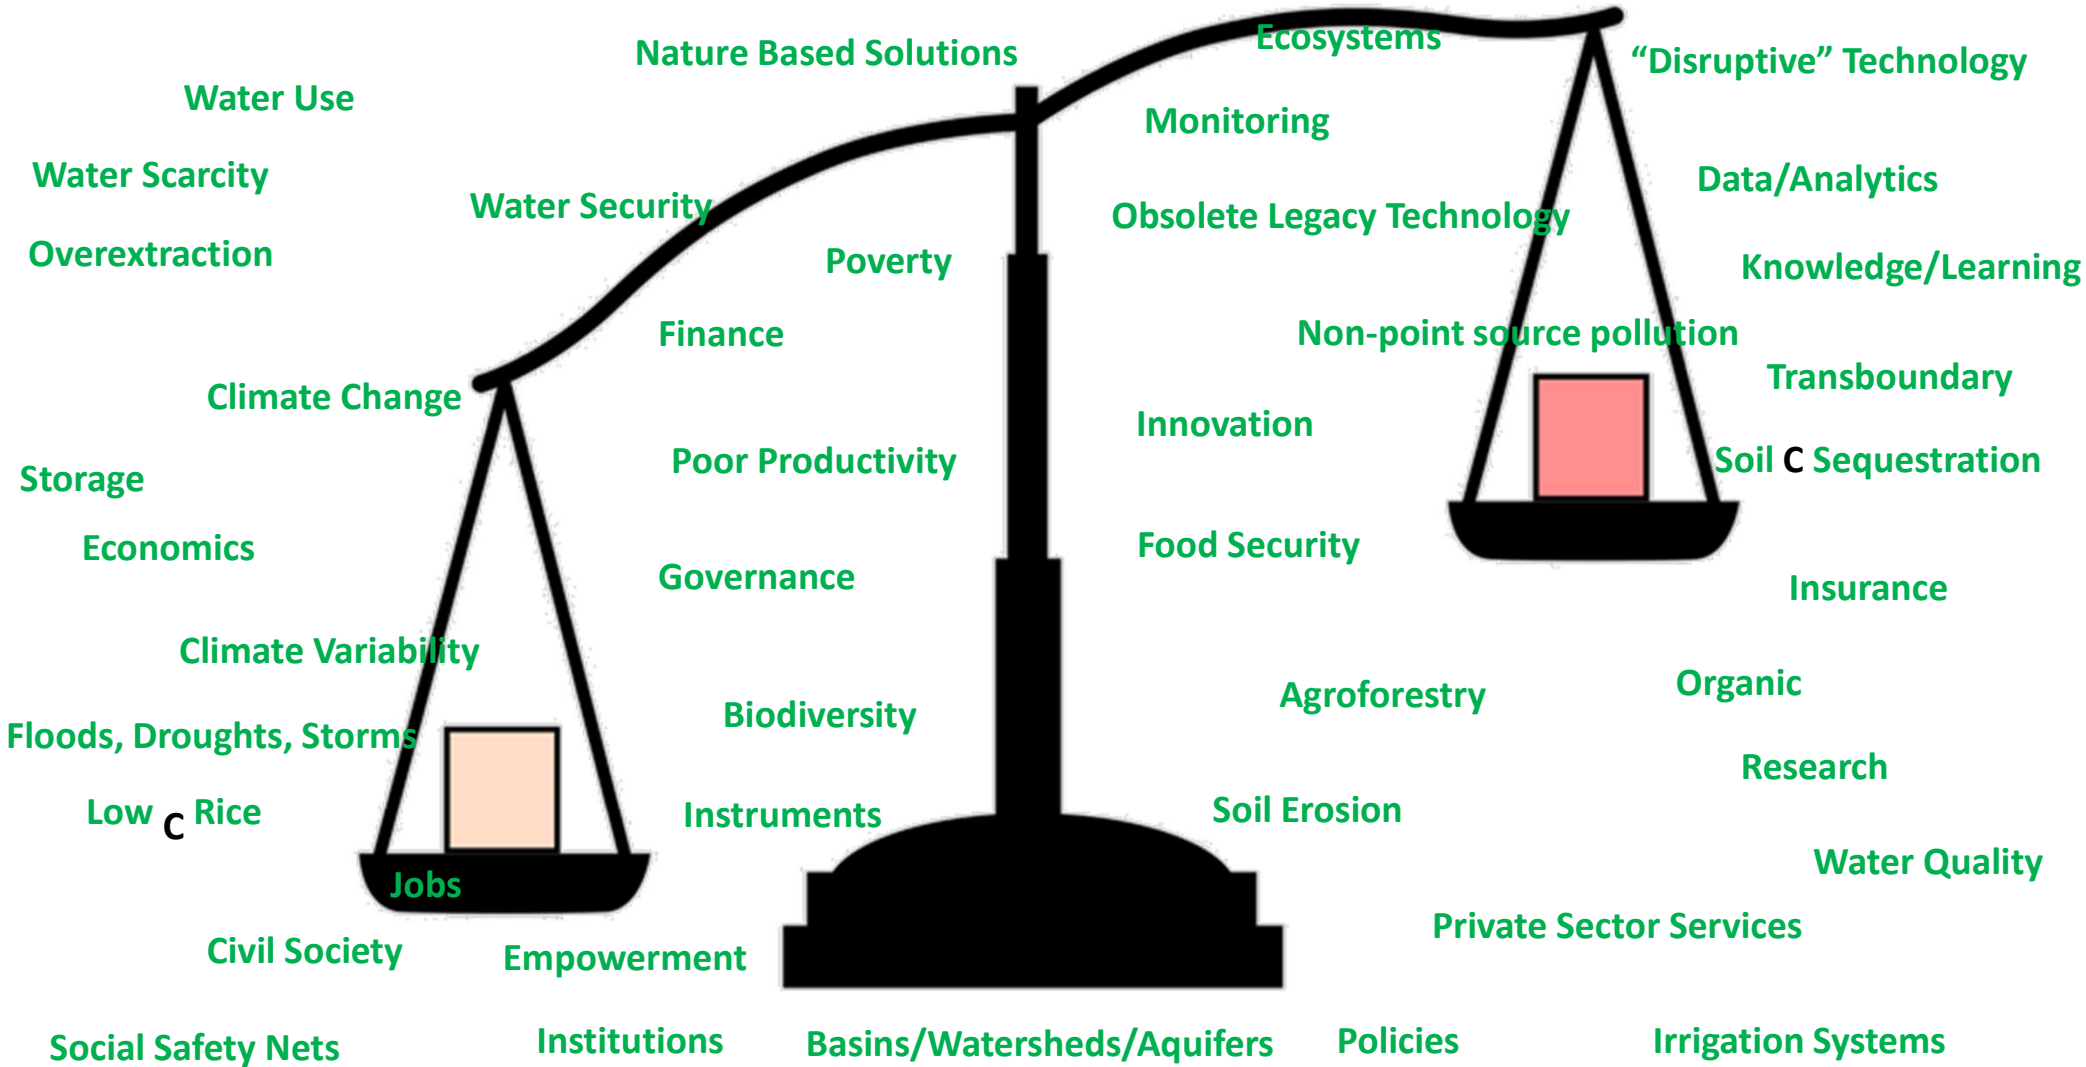 Nature Based Solutions
Ecosystems
“Disruptive” Technology
Water Use
Monitoring
Water Scarcity
Data/Analytics
Water Security
Obsolete Legacy Technology
Overextraction
Poverty
Knowledge/Learning
Finance
Non-point source pollution
Transboundary
Climate Change
Innovation
Poor Productivity
Soil C Sequestration
Storage
Economics
Food Security
Governance
Insurance
Climate Variability
Organic
Agroforestry
Biodiversity
Floods, Droughts, Storms
Research
Low C Rice
Instruments
Soil Erosion
Water Quality
Jobs
Private Sector Services
Civil Society
Empowerment
Social Safety Nets
Institutions
Basins/Watersheds/Aquifers
Policies
Irrigation Systems